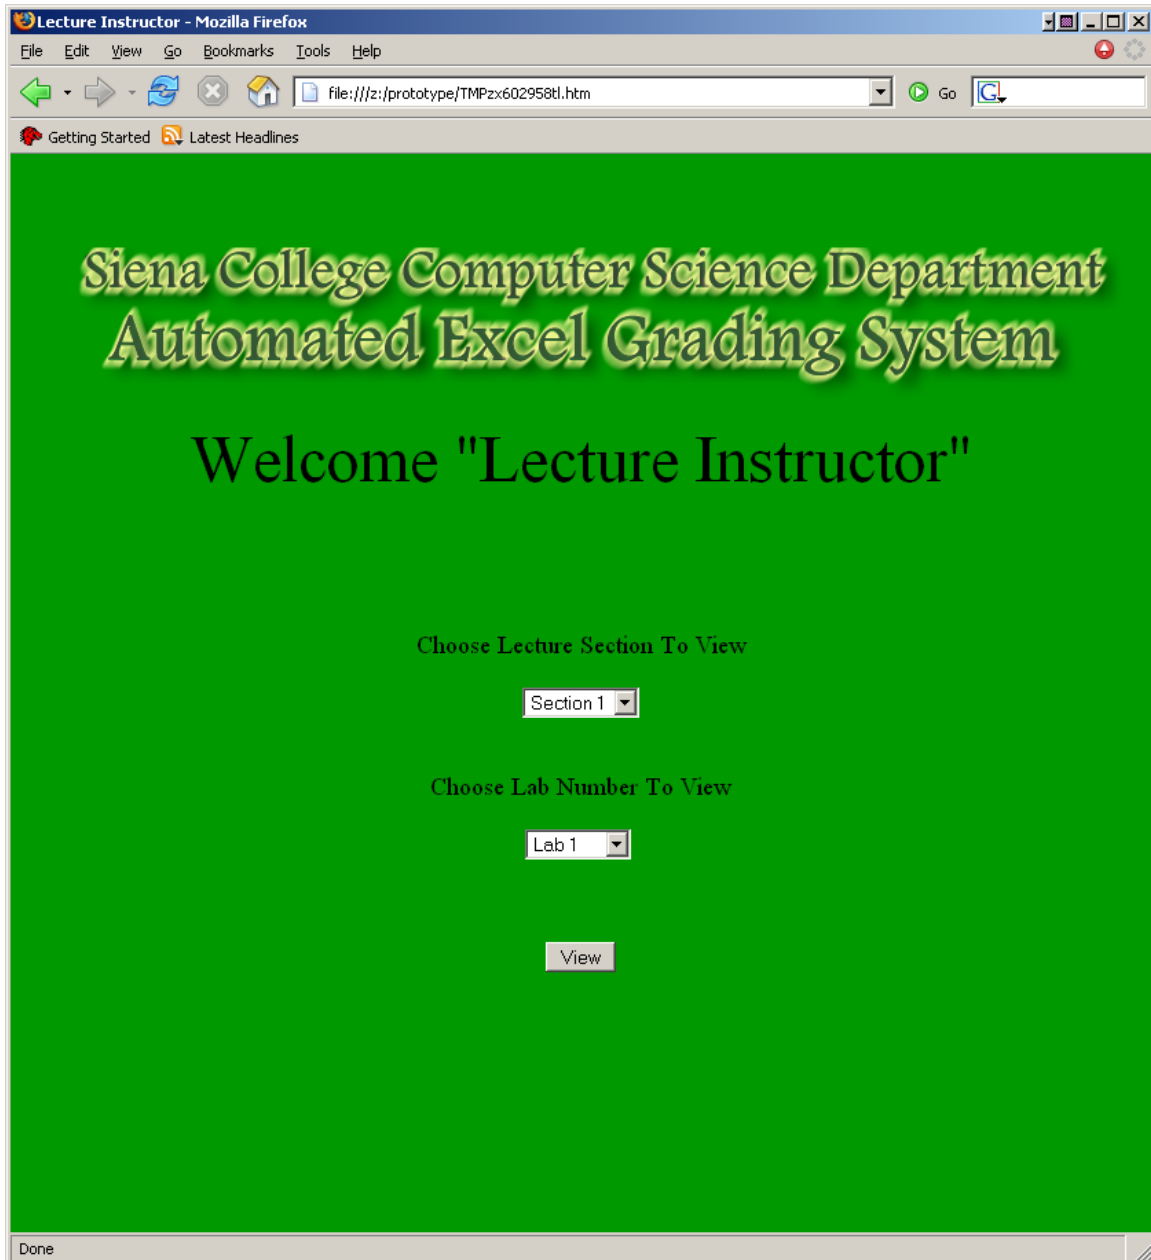 Lecture Instructor - Mozilla Firefox
File Edit View Go Bookmarks Tools Help
file:///z:/prototype/TMPzx602958tl.htm Go G
Getting Started Latest Headlines
Siena College Computer Science Department
Automated Excel Grading System
Welcome "Lecture Instructor"
Choose Lecture Section To View
Section 1
Choose Lab Number To View
Lab 1
View
Done